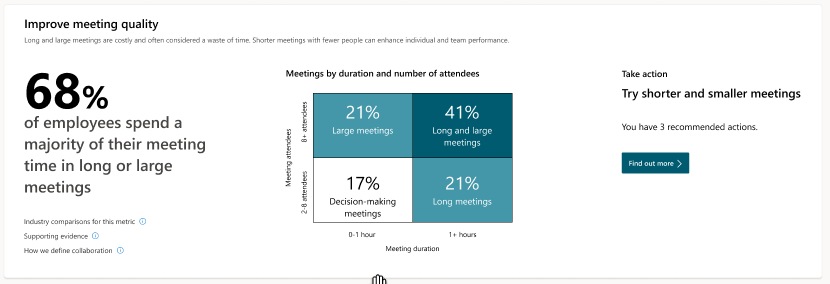 Improve meeting quality
Long and large meetings are costly and often considered a waste of time. Shorter meetings with fewer people can enhance individual and team performance.
68%
of employees spend a
majority of their meeting
time in long or large
meetings
Industry comparisons for this metric
Supporting evidence
How we define collaboration
Meetings by duration and number of attendees
Meeting attendees
8+ attendees
21%
Large meetings
41%
Long and large
meetings
2-8 attendees
17%
Decision-making
meetings
21%
Long meetings
0-1 hour
1+ hours
Meeting duration
Take action
Try shorter and smaller meetings
You have 3 recommended actions.
Find out more